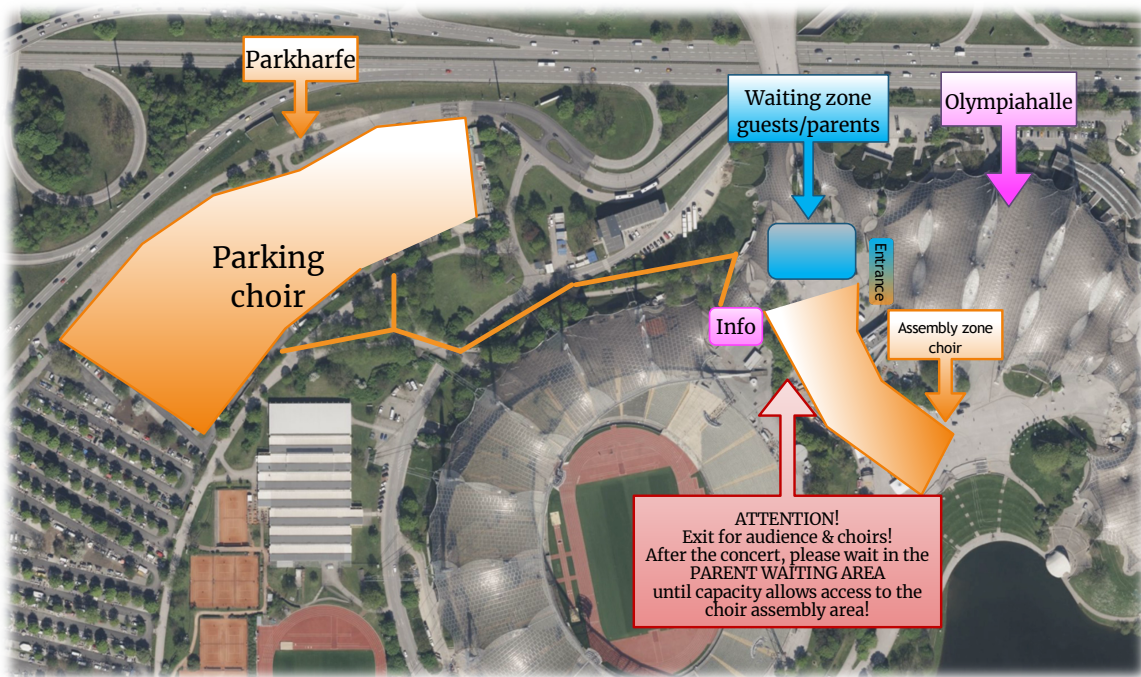 Parkharfe
Waiting zone
guests/parents
Olympiahalle
Parking
choir
Entrance
Info
Assembly zone
choir
ATTENTION!
Exit for audience & choirs!
After the concert, please wait in the
PARENT WAITING AREA
until capacity allows access to the
choir assembly area!